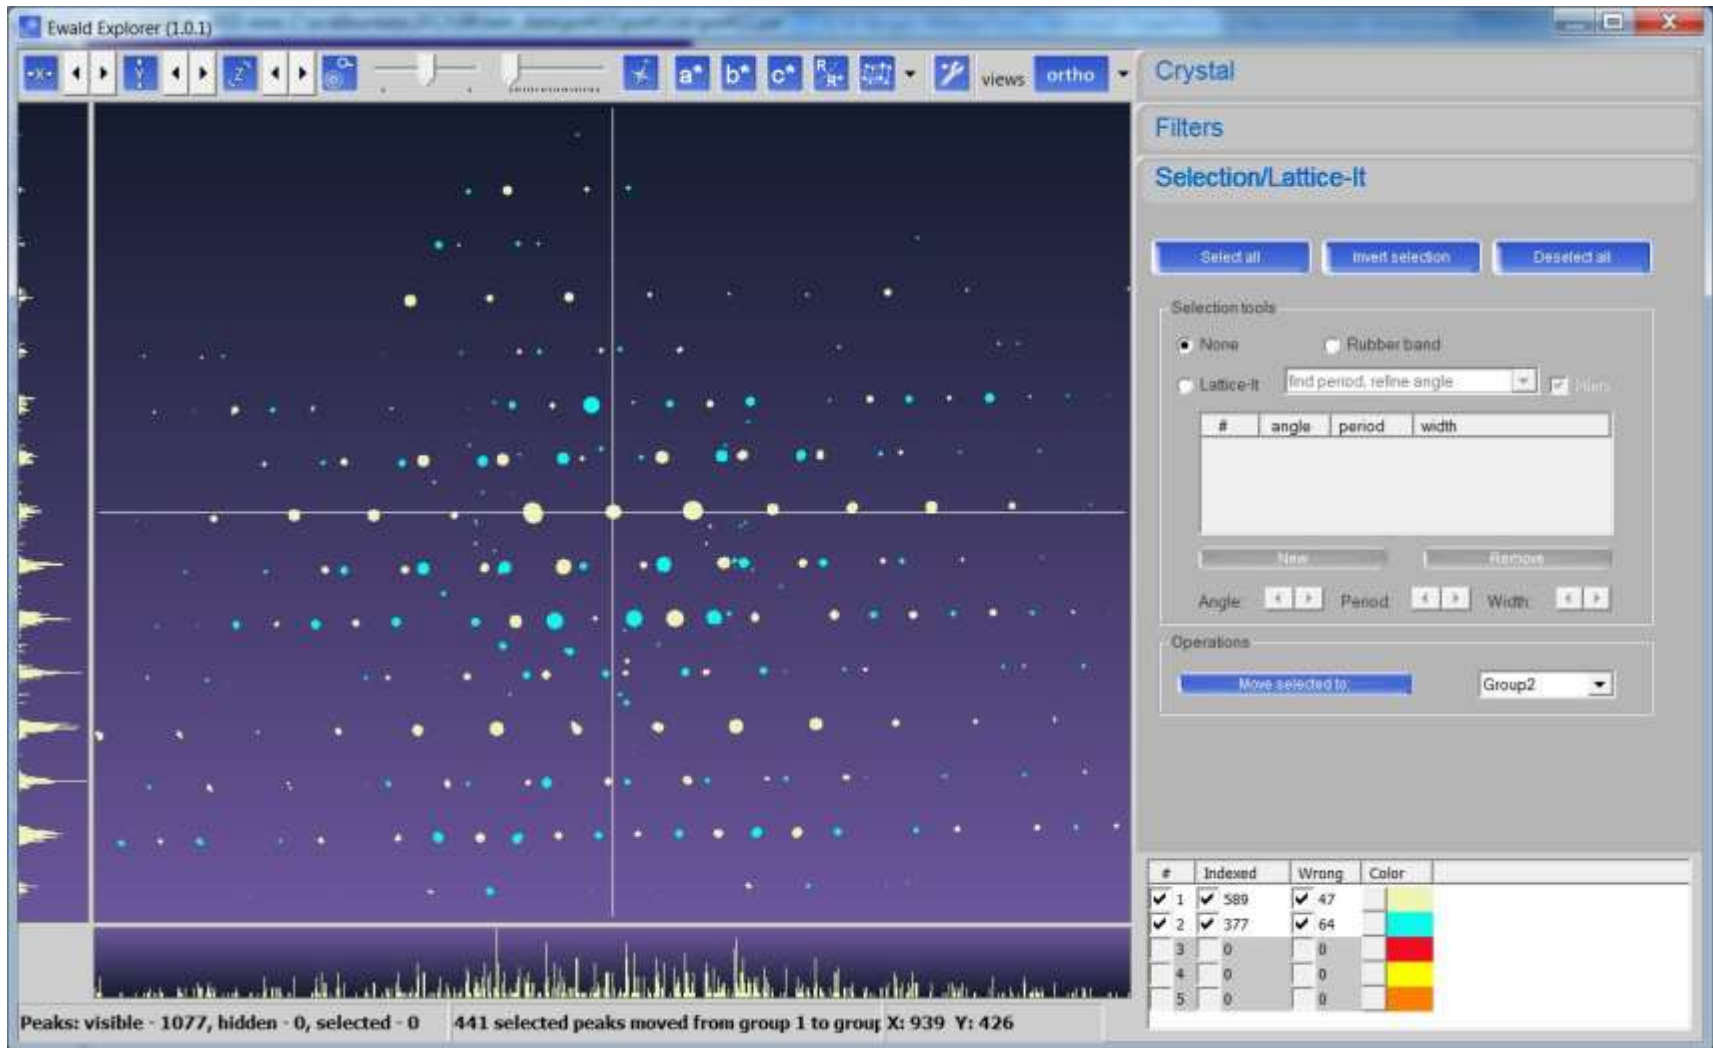 Ewald Explorer (1.0.1)
-X- Y Z a* b* c* R/R* views ortho
Crystal
Filters
Selection/Lattice-It
Select all Invert selection Deselect all
Selection tools
None Rubber band
Lattice-It find period, refine angle
# angle period width
New Remove
Angle: Period: Width:
Operations
Move selected to: Group2
# Indexed Wrong Color
1 589 47
2 377 64
3 0 0
4 0 0
5 0 0
Peaks: visible - 1077, hidden - 0, selected - 0 441 selected peaks moved from group 1 to group X: 939 Y: 426